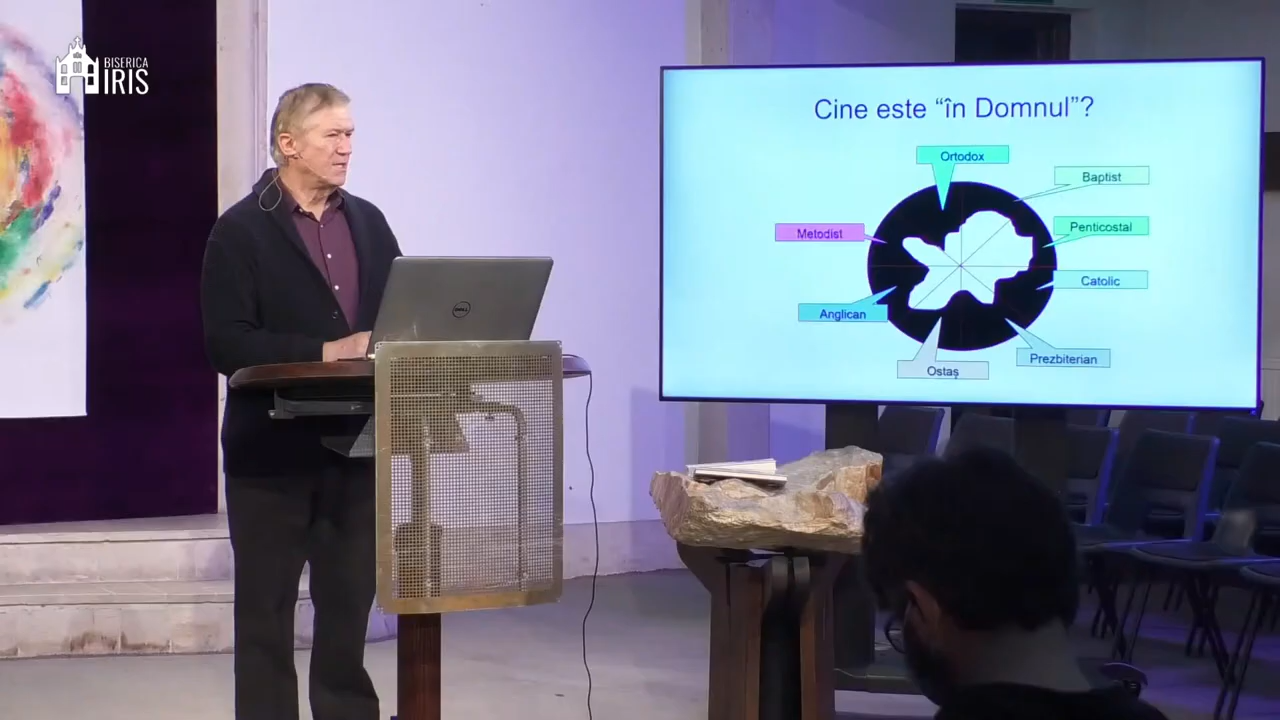 BISERICA
IRIS
Cine este “în Domnul”?
Ortodox
Baptist
Metodist
Penticostal
Catolic
Anglican
Prezbiterian
Ostaș
DELL